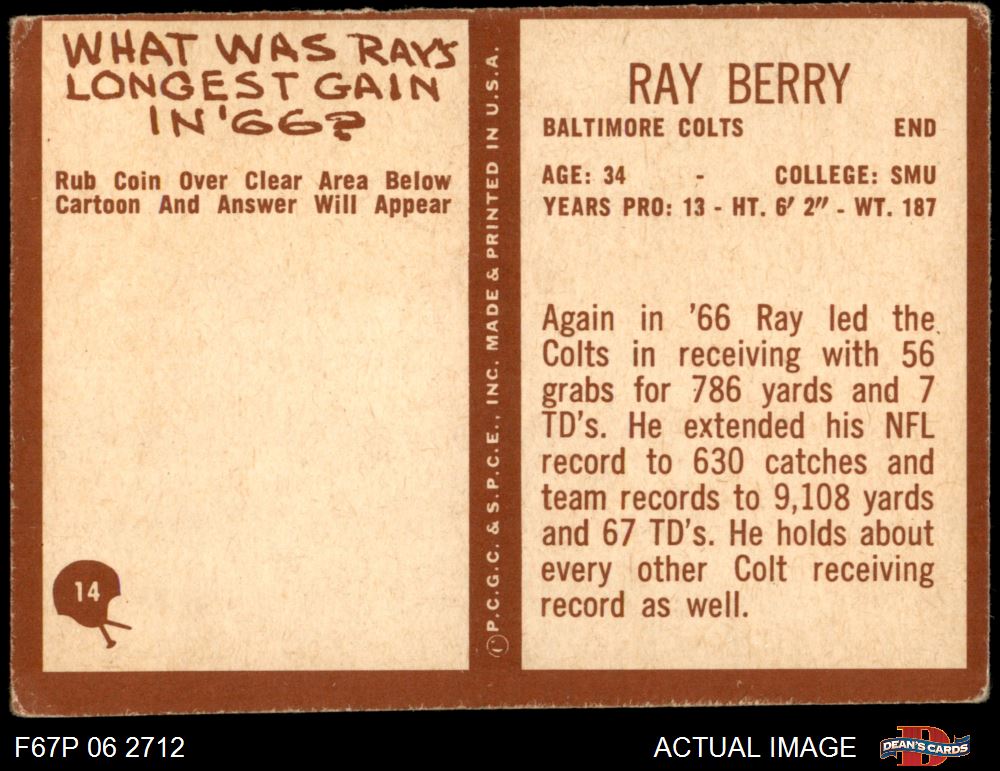 WHAT WAS RAY'S
LONGEST GAIN
IN '66?
Rub Coin Over Clear Area Below
Cartoon And Answer Will Appear
14
© P.C.G.C. & S.P.C.E., INC. MADE & PRINTED IN U.S.A.
RAY BERRY
BALTIMORE COLTS END
AGE: 34 - COLLEGE: SMU
YEARS PRO: 13 - HT. 6' 2" - WT. 187
Again in '66 Ray led the
Colts in receiving with 56
grabs for 786 yards and 7
TD's. He extended his NFL
record to 630 catches and
team records to 9,108 yards
and 67 TD's. He holds about
every other Colt receiving
record as well.
F67P 06 2712
ACTUAL IMAGE
DEAN'S CARDS